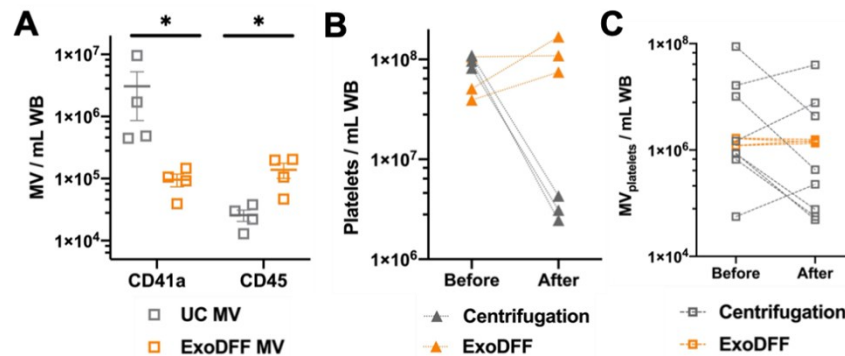 A
*
*
MV / mL WB
1×10⁷
1×10⁶
1×10⁵
1×10⁴
CD41a
CD45
UC MV
ExoDFF MV
B
Platelets / mL WB
1×10⁸
1×10⁷
1×10⁶
Before
After
Centrifugation
ExoDFF
C
MVplatelets / mL WB
1×10⁸
1×10⁶
1×10⁴
Before
After
Centrifugation
ExoDFF